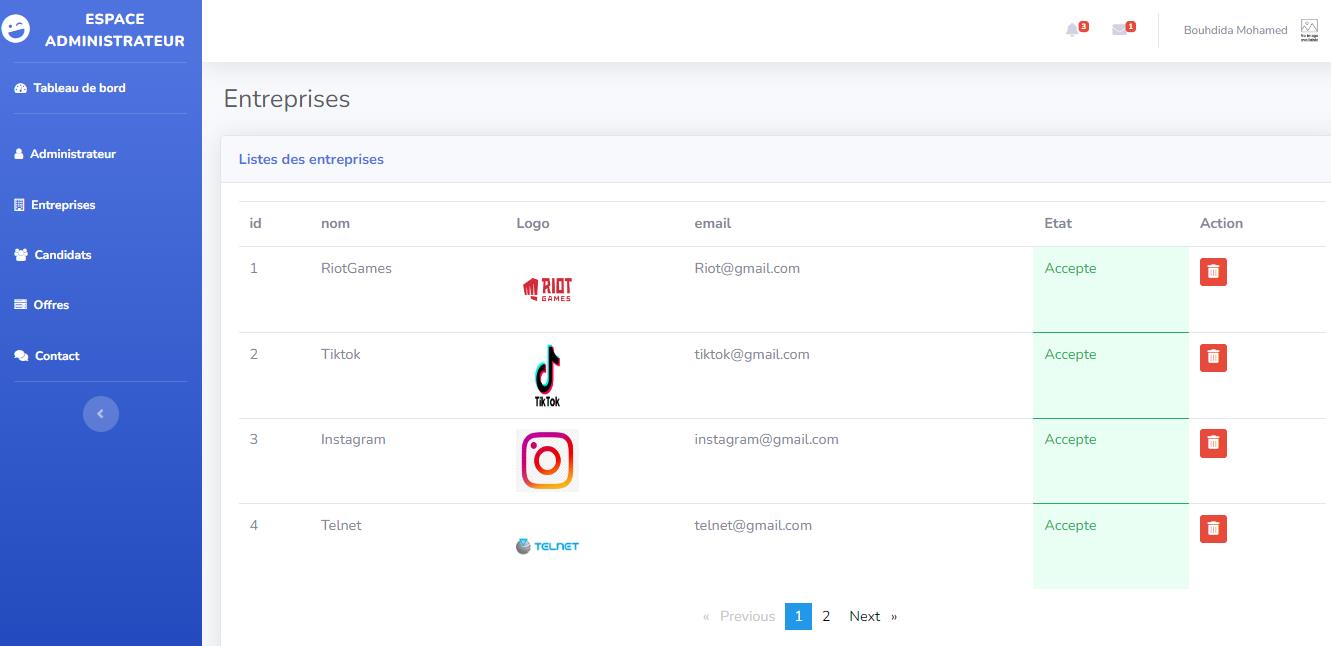 ESPACE
ADMINISTRATEUR
3
1
Bouhdida Mohamed
Tableau de bord
Administrateur
Entreprises
Candidats
Offres
Contact
Entreprises
Listes des entreprises
id nom Logo email Etat Action
1 RiotGames RIOT GAMES Riot@gmail.com Accepte
2 Tiktok TikTok tiktok@gmail.com Accepte
3 Instagram instagram@gmail.com Accepte
4 Telnet TELNET telnet@gmail.com Accepte
« Previous 1 2 Next »